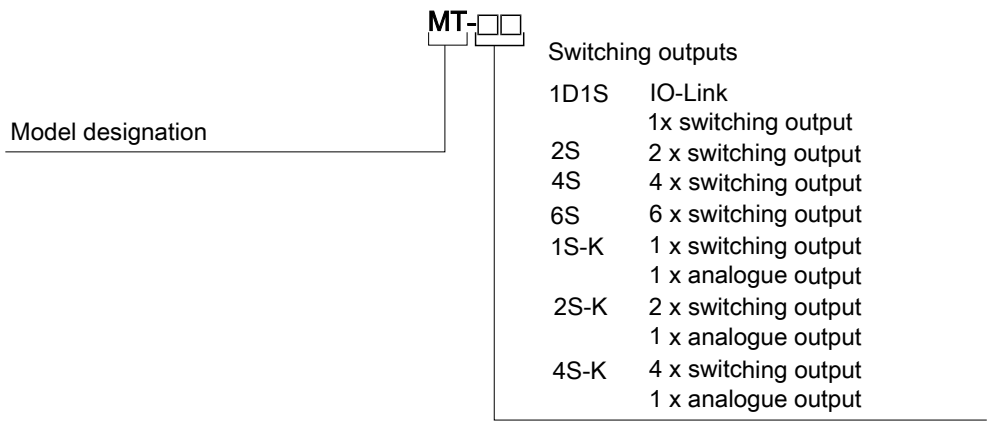 MT-□□
Switching outputs
1D1S IO-Link
1x switching output
Model designation
2S 2 x switching output
4S 4 x switching output
6S 6 x switching output
1S-K 1 x switching output
1 x analogue output
2S-K 2 x switching output
1 x analogue output
4S-K 4 x switching output
1 x analogue output